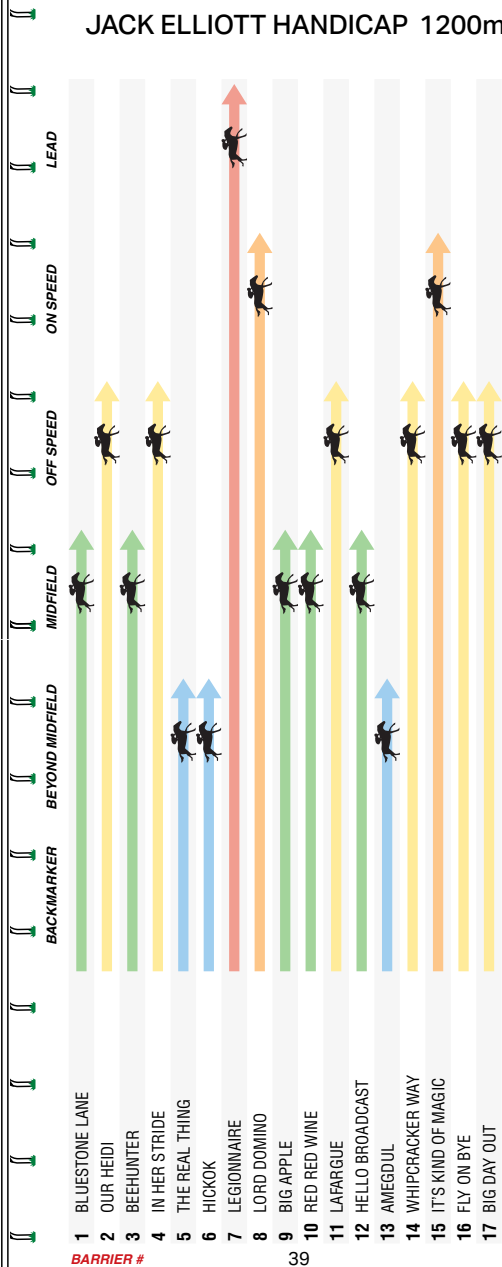 JACK ELLIOTT HANDICAP 1200m
LEAD
ON SPEED
OFF SPEED
MIDFIELD
BEYOND MIDFIELD
BACKMARKER
1 BLUESTONE LANE
2 OUR HEIDI
3 BEEHUNTER
4 IN HER STRIDE
5 THE REAL THING
6 HICKOK
7 LEGIONNAIRE
8 LORD DOMINO
9 BIG APPLE
10 RED RED WINE
11 LAFARGUE
12 HELLO BROADCAST
13 AMEGDUL
14 WHIPCRACKER WAY
15 IT'S KIND OF MAGIC
16 FLY ON BYE
17 BIG DAY OUT
BARRIER #
39